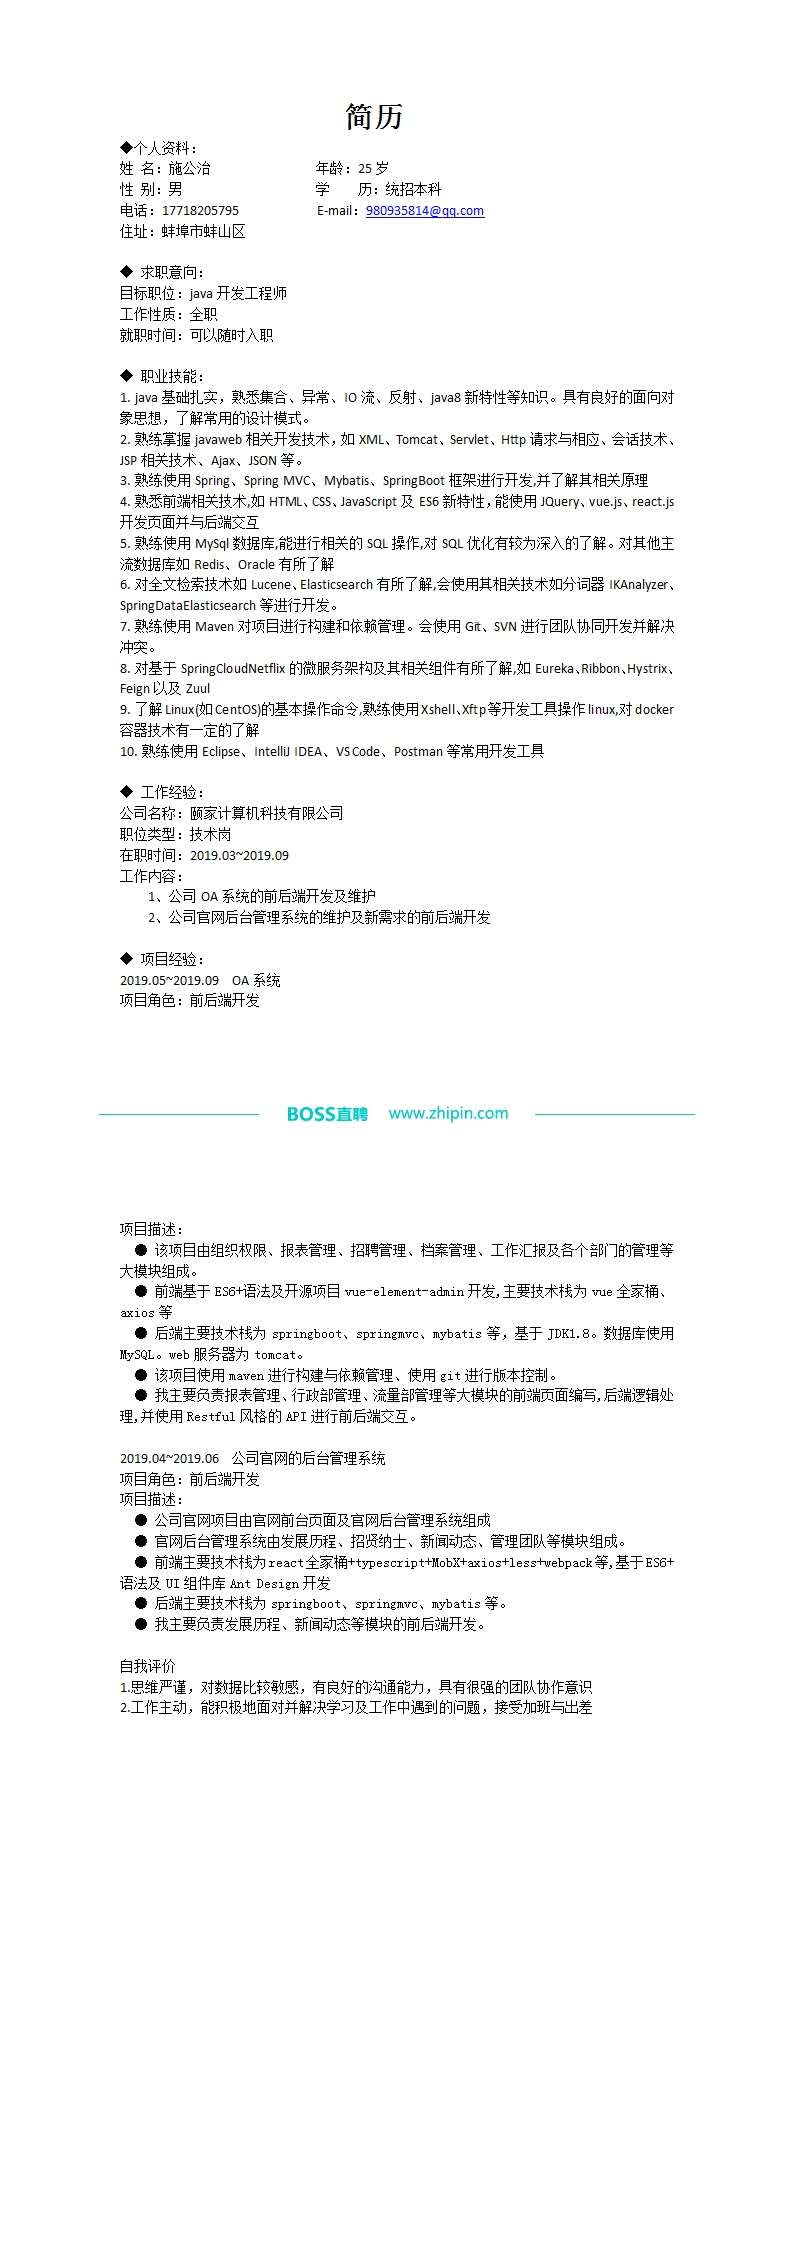 简历
◆个人资料：
姓 名：施公治 年龄：25 岁
性 别：男 学 历：统招本科
电话：17718205795 E-mail：980935814@qq.com
住址：蚌埠市蚌山区
◆ 求职意向：
目标职位：java 开发工程师
工作性质：全职
就职时间：可以随时入职
◆ 职业技能：
1. java 基础扎实，熟悉集合、异常、IO 流、反射、java8 新特性等知识。具有良好的面向对
象思想，了解常用的设计模式。
2. 熟练掌握 javaweb 相关开发技术，如 XML、Tomcat、Servlet、Http 请求与相应、会话技术、
JSP 相关技术、Ajax、JSON 等。
3. 熟练使用 Spring、Spring MVC、Mybatis、SpringBoot 框架进行开发,并了解其相关原理
4. 熟悉前端相关技术,如 HTML、CSS、JavaScript 及 ES6 新特性，能使用 JQuery、vue.js、react.js
开发页面并与后端交互
5. 熟练使用 MySql 数据库,能进行相关的 SQL 操作,对 SQL 优化有较为深入的了解。对其他主
流数据库如 Redis、Oracle 有所了解
6. 对全文检索技术如 Lucene、Elasticsearch 有所了解,会使用其相关技术如分词器 IKAnalyzer、
SpringDataElasticsearch 等进行开发。
7. 熟练使用 Maven 对项目进行构建和依赖管理。会使用 Git、SVN 进行团队协同开发并解决
冲突。
8. 对基于 SpringCloudNetflix 的微服务架构及其相关组件有所了解,如 Eureka、Ribbon、Hystrix、
Feign 以及 Zuul
9. 了解 Linux(如 CentOS)的基本操作命令,熟练使用 Xshell、Xftp 等开发工具操作 linux,对 docker
容器技术有一定的了解
10. 熟练使用 Eclipse、IntelliJ IDEA、VS Code、Postman 等常用开发工具
◆ 工作经验：
公司名称：颐家计算机科技有限公司
职位类型：技术岗
在职时间：2019.03~2019.09
工作内容：
1、公司 OA 系统的前后端开发及维护
2、公司官网后台管理系统的维护及新需求的前后端开发
◆ 项目经验：
2019.05~2019.09 OA 系统
项目角色：前后端开发
BOSS直聘 www.zhipin.com
项目描述：
● 该项目由组织权限、报表管理、招聘管理、档案管理、工作汇报及各个部门的管理等
大模块组成。
● 前端基于 ES6+语法及开源项目 vue-element-admin 开发,主要技术栈为 vue 全家桶、
axios 等
● 后端主要技术栈为 springboot、springmvc、mybatis 等，基于 JDK1.8。数据库使用
MySQL。web 服务器为 tomcat。
● 该项目使用 maven 进行构建与依赖管理、使用 git 进行版本控制。
● 我主要负责报表管理、行政部管理、流量部管理等大模块的前端页面编写,后端逻辑处
理,并使用 Restful 风格的 API 进行前后端交互。
2019.04~2019.06 公司官网的后台管理系统
项目角色：前后端开发
项目描述：
● 公司官网项目由官网前台页面及官网后台管理系统组成
● 官网后台管理系统由发展历程、招贤纳士、新闻动态、管理团队等模块组成。
● 前端主要技术栈为 react 全家桶+typescript+MobX+axios+less+webpack 等,基于 ES6+
语法及 UI 组件库 Ant Design 开发
● 后端主要技术栈为 springboot、springmvc、mybatis 等。
● 我主要负责发展历程、新闻动态等模块的前后端开发。
自我评价
1.思维严谨，对数据比较敏感，有良好的沟通能力，具有很强的团队协作意识
2.工作主动，能积极地面对并解决学习及工作中遇到的问题，接受加班与出差